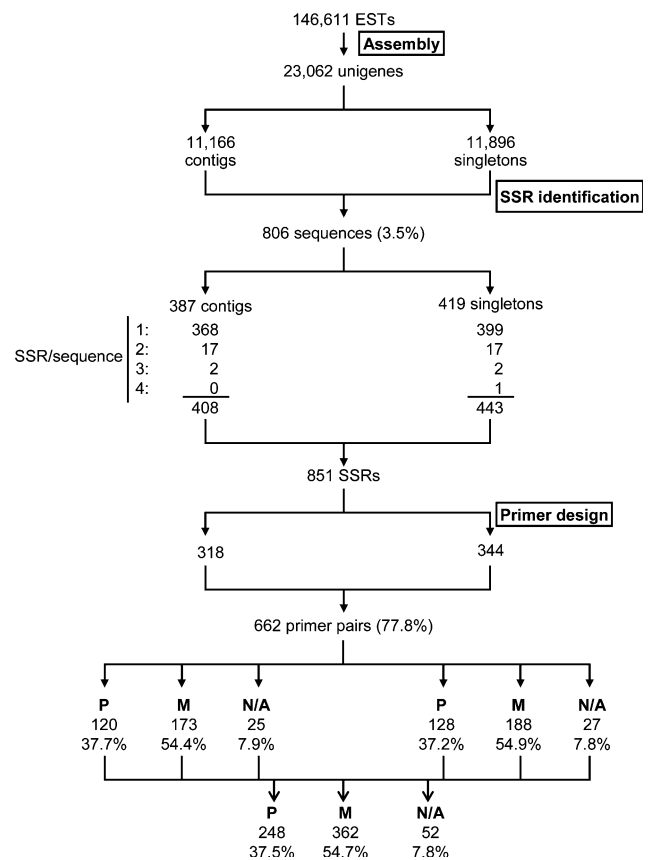 146,611 ESTs
Assembly
23,062 unigenes
11,166
contigs
11,896
singletons
SSR identification
806 sequences (3.5%)
387 contigs
419 singletons
SSR/sequence
1: 368 399
2: 17 17
3: 2 2
4: 0 1
408 443
851 SSRs
Primer design
318 344
662 primer pairs (77.8%)
P M N/A P M N/A
120 173 25 128 188 27
37.7% 54.4% 7.9% 37.2% 54.9% 7.8%
P M N/A
248 362 52
37.5% 54.7% 7.8%